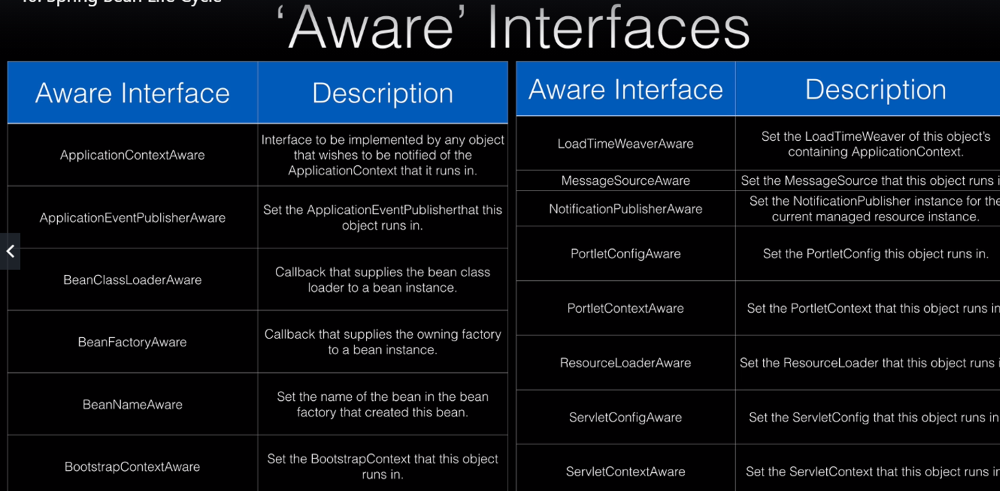 10. Spring Bean Life Cycle
‘Aware’ Interfaces
Aware Interface
Description
ApplicationContextAware
Interface to be implemented by any object
that wishes to be notified of the
ApplicationContext that it runs in.
ApplicationEventPublisherAware
Set the ApplicationEventPublisherthat this
object runs in.
BeanClassLoaderAware
Callback that supplies the bean class
loader to a bean instance.
BeanFactoryAware
Callback that supplies the owning factory
to a bean instance.
BeanNameAware
Set the name of the bean in the bean
factory that created this bean.
BootstrapContextAware
Set the BootstrapContext that this object
runs in.
Aware Interface
Description
LoadTimeWeaverAware
Set the LoadTimeWeaver of this object’s
containing ApplicationContext.
MessageSourceAware
Set the MessageSource that this object runs
NotificationPublisherAware
Set the NotificationPublisher instance for the
current managed resource instance.
PortletConfigAware
Set the PortletConfig this object runs in.
PortletContextAware
Set the PortletContext that this object runs in
ResourceLoaderAware
Set the ResourceLoader that this object runs
ServletConfigAware
Set the ServletConfig that this object runs in
ServletContextAware
Set the ServletContext that this object runs in